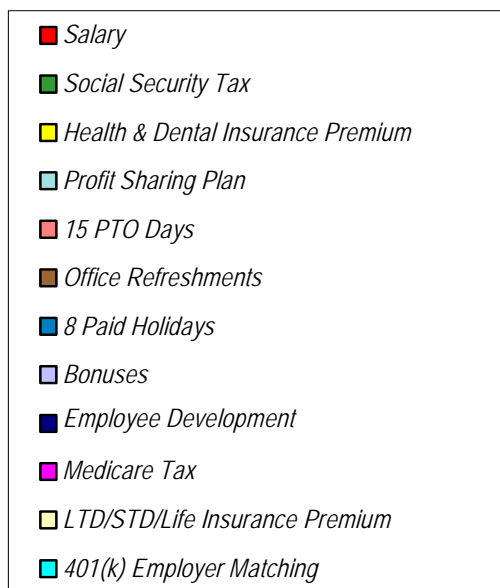 Salary
Social Security Tax
Health & Dental Insurance Premium
Profit Sharing Plan
15 PTO Days
Office Refreshments
8 Paid Holidays
Bonuses
Employee Development
Medicare Tax
LTD/STD/Life Insurance Premium
401(k) Employer Matching